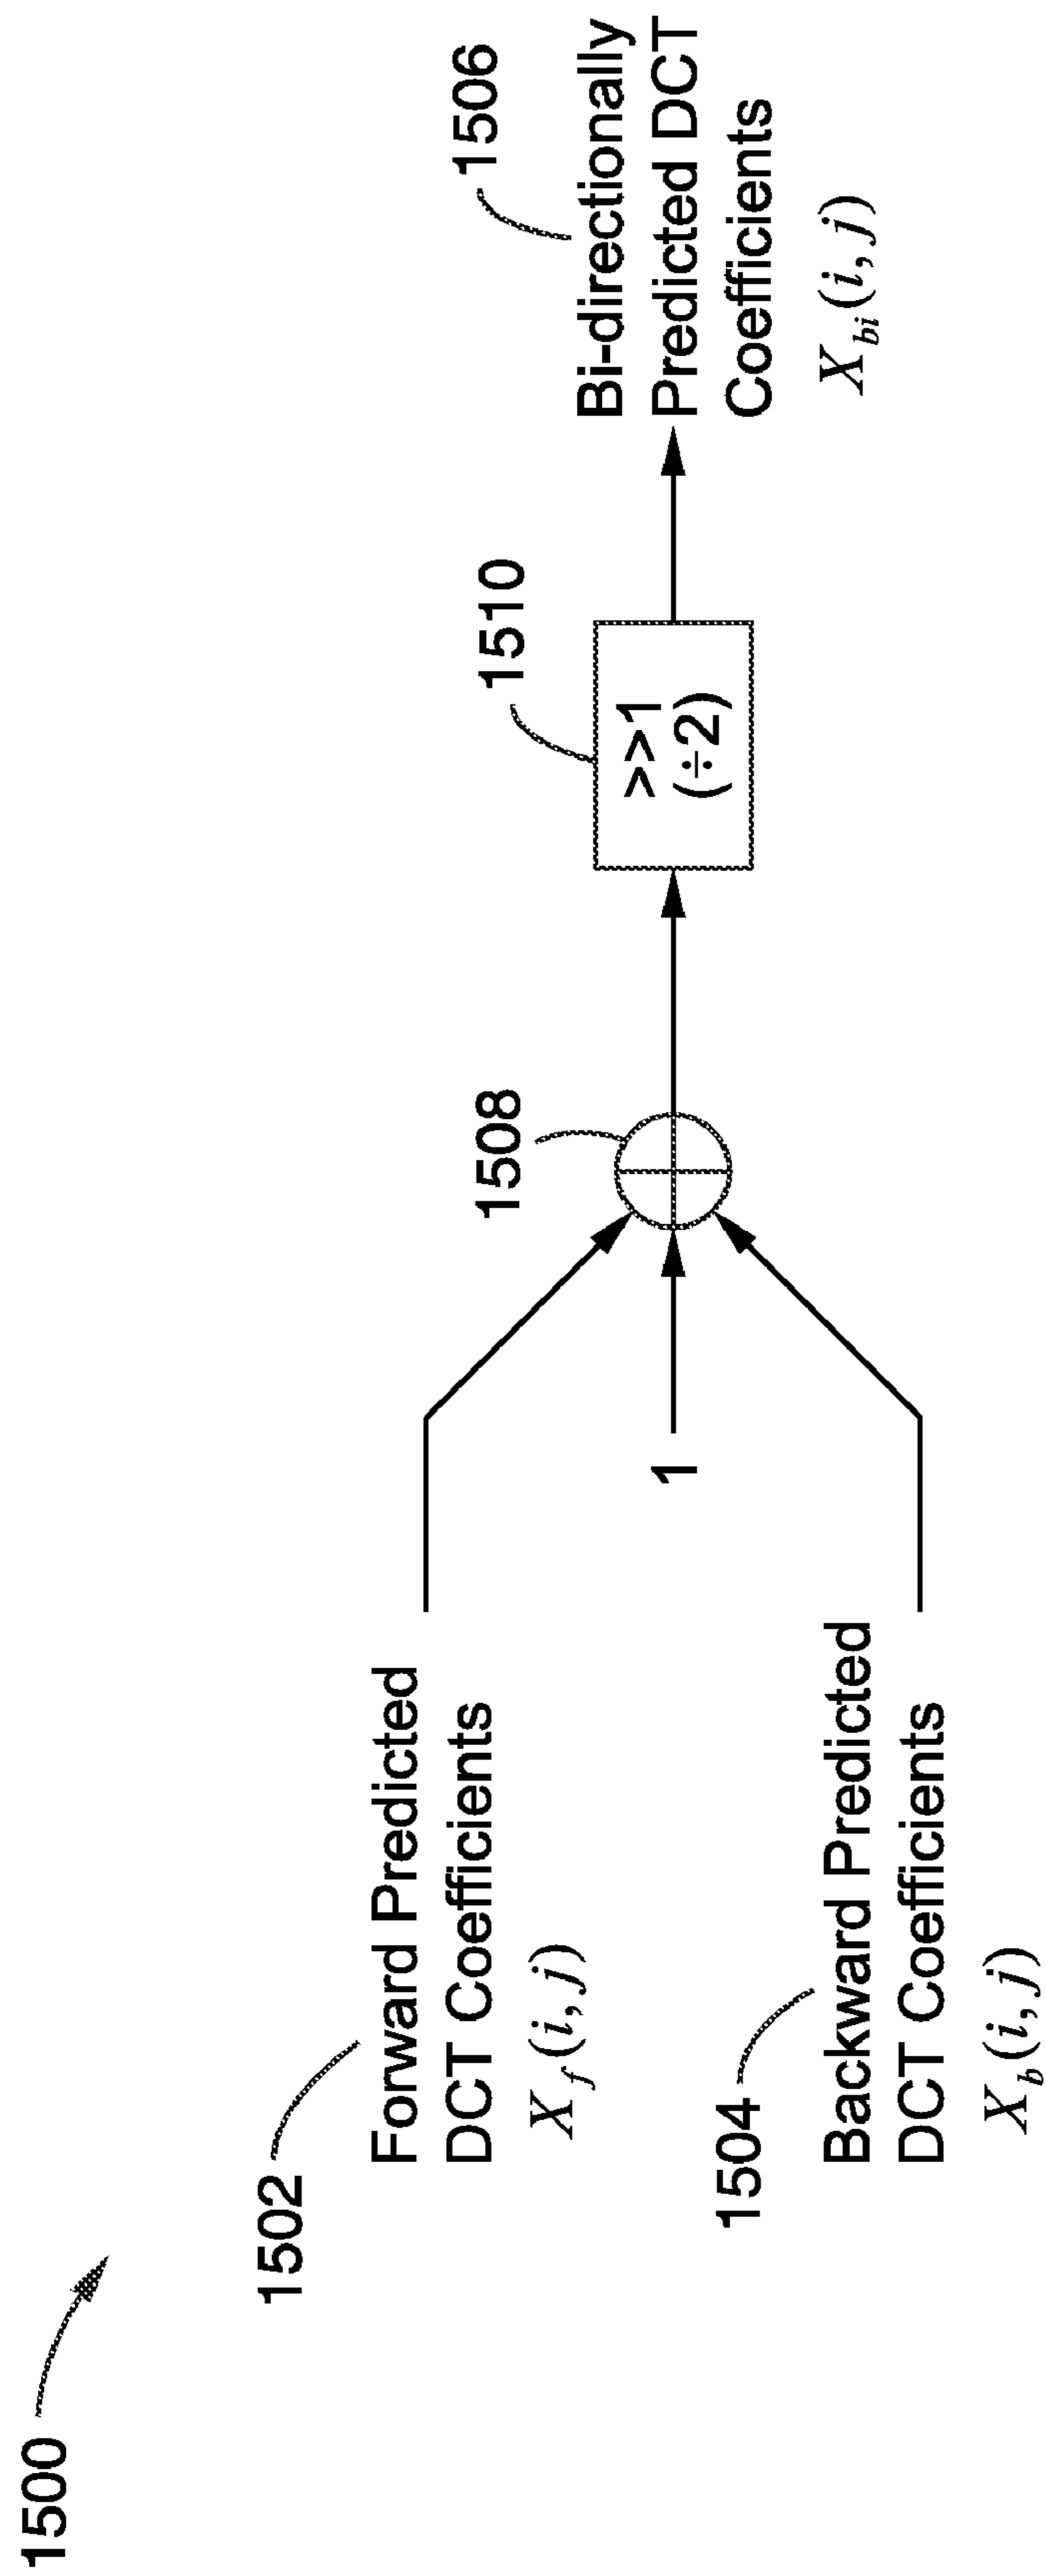 1500
1502
Forward Predicted
DCT Coefficients
X_f(i, j)
1504
Backward Predicted
DCT Coefficients
X_b(i, j)
1
1508
1510
>>1
(÷2)
1506
Bi-directionally
Predicted DCT
Coefficients
X_bi(i, j)